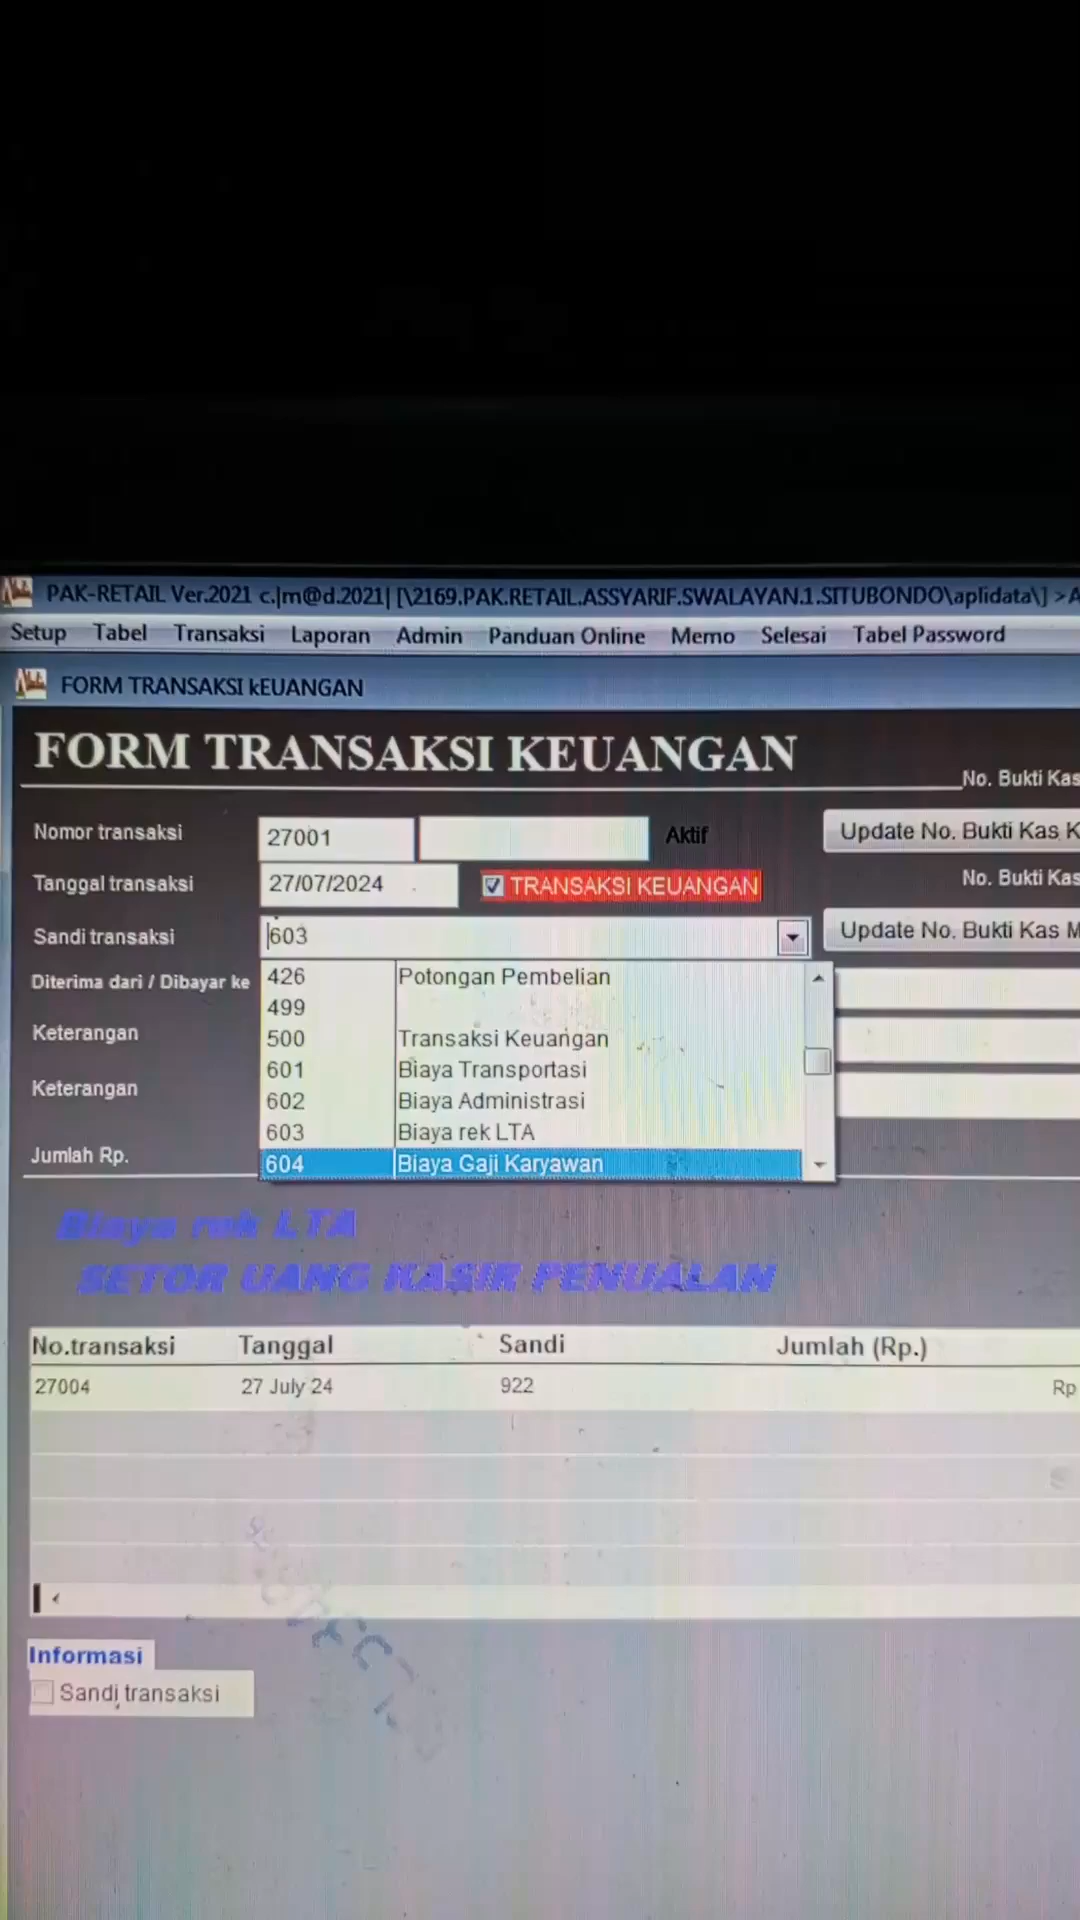 PAK-RETAIL Ver.2021 c.|m@d.2021| [\2169.PAK.RETAIL.ASSYARIF.SWALAYAN.1.SITUBONDO\aplidata\] >A
Setup Tabel Transaksi Laporan Admin Panduan Online Memo Selesai Tabel Password
FORM TRANSAKSI kEUANGAN
FORM TRANSAKSI KEUANGAN
No. Bukti Kas
Nomor transaksi 27001 Aktif Update No. Bukti Kas K
Tanggal transaksi 27/07/2024 TRANSAKSI KEUANGAN No. Bukti Kas
Sandi transaksi 603 Update No. Bukti Kas M
Diterima dari / Dibayar ke
Keterangan
Keterangan
Jumlah Rp.
426 Potongan Pembelian
499
500 Transaksi Keuangan
601 Biaya Transportasi
602 Biaya Administrasi
603 Biaya rek LTA
604 Biaya Gaji Karyawan
Biaya rek LTA
SETOR UANG KASIR PENUALAN
No.transaksi Tanggal Sandi Jumlah (Rp.)
27004 27 July 24 922 Rp
Informasi
Sandi transaksi